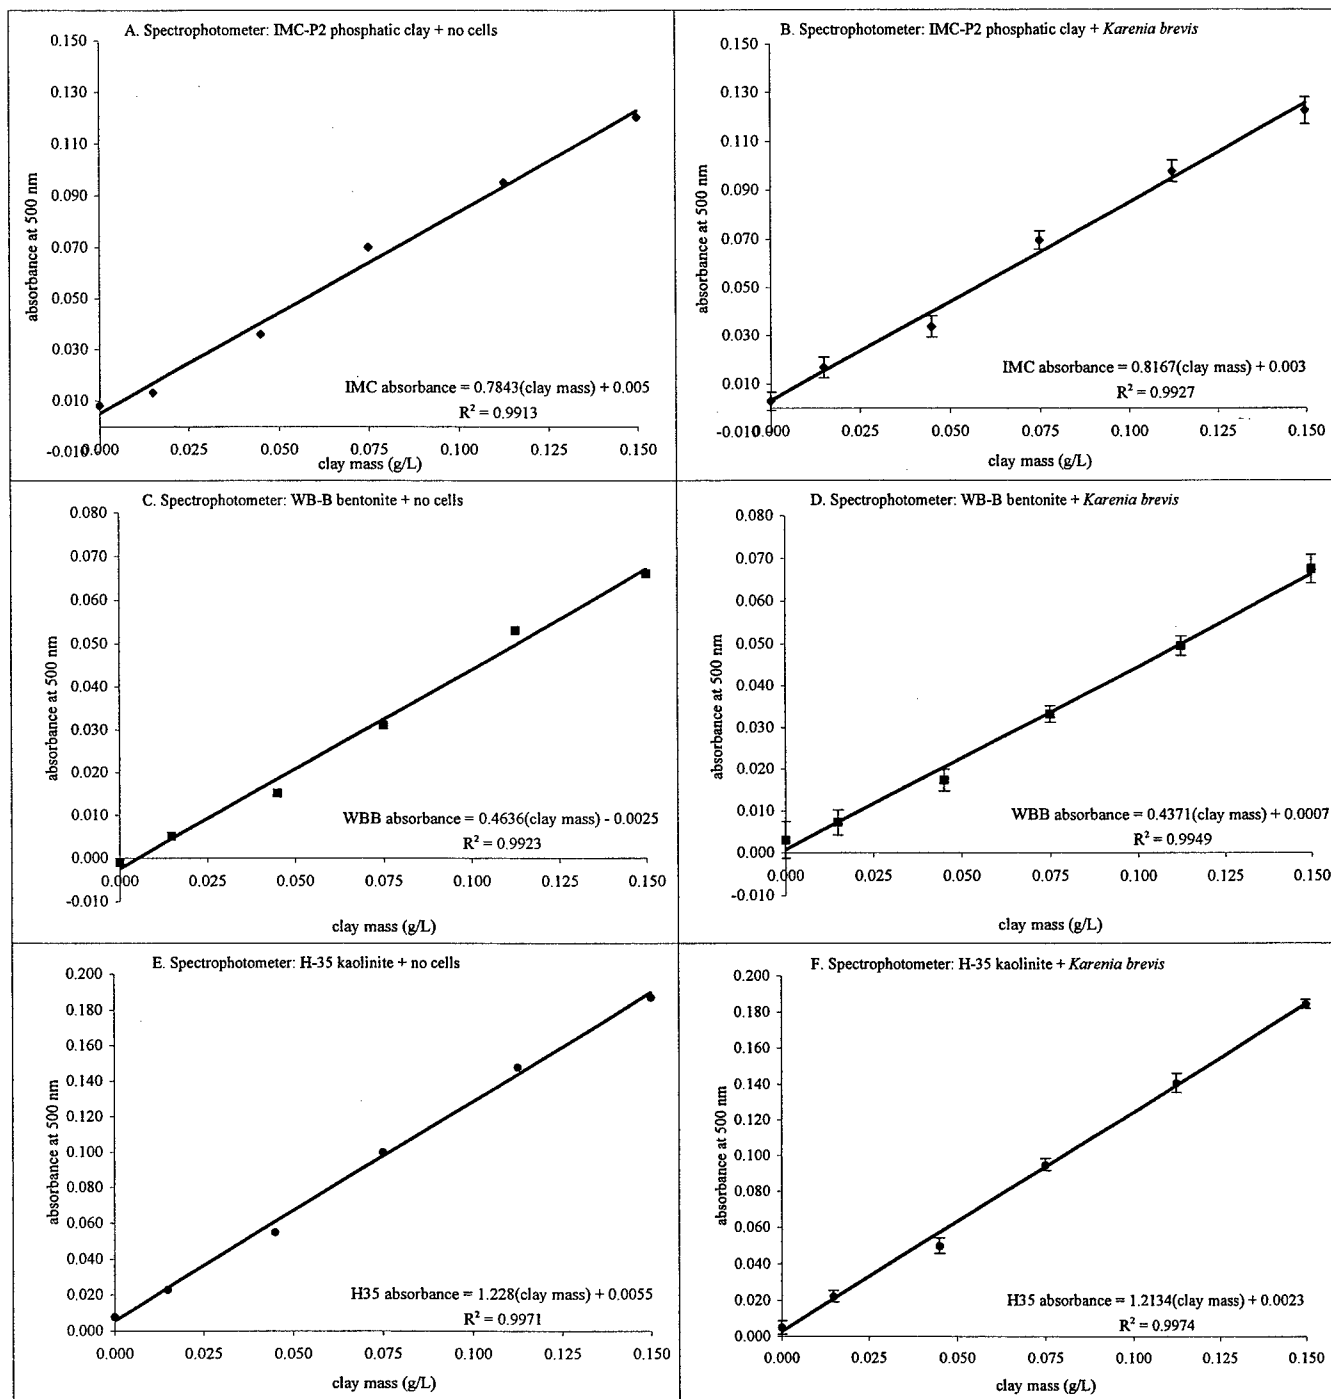 A. Spectrophotometer: IMC-P2 phosphatic clay + no cells
0.150
0.130
0.110
0.090
0.070
0.050
0.030
0.010
-0.010
absorbance at 500 nm
IMC absorbance = 0.7843(clay mass) + 0.005
R² = 0.9913
0.000 0.025 0.050 0.075 0.100 0.125 0.150
clay mass (g/L)
B. Spectrophotometer: IMC-P2 phosphatic clay + Karenia brevis
0.150
0.130
0.110
0.090
0.070
0.050
0.030
0.010
-0.010
absorbance at 500 nm
IMC absorbance = 0.8167(clay mass) + 0.003
R² = 0.9927
0.000 0.025 0.050 0.075 0.100 0.125 0.150
clay mass (g/L)
C. Spectrophotometer: WB-B bentonite + no cells
0.080
0.070
0.060
0.050
0.040
0.030
0.020
0.010
0.000
-0.010
absorbance at 500 nm
WBB absorbance = 0.4636(clay mass) - 0.0025
R² = 0.9923
0.000 0.025 0.050 0.075 0.100 0.125 0.150
clay mass (g/L)
D. Spectrophotometer: WB-B bentonite + Karenia brevis
0.080
0.070
0.060
0.050
0.040
0.030
0.020
0.010
0.000
-0.010
absorbance at 500 nm
WBB absorbance = 0.4371(clay mass) + 0.0007
R² = 0.9949
0.000 0.025 0.050 0.075 0.100 0.125 0.150
clay mass (g/L)
E. Spectrophotometer: H-35 kaolinite + no cells
0.200
0.180
0.160
0.140
0.120
0.100
0.080
0.060
0.040
0.020
0.000
absorbance at 500 nm
H35 absorbance = 1.228(clay mass) + 0.0055
R² = 0.9971
0.000 0.025 0.050 0.075 0.100 0.125 0.150
clay mass (g/L)
F. Spectrophotometer: H-35 kaolinite + Karenia brevis
0.200
0.180
0.160
0.140
0.120
0.100
0.080
0.060
0.040
0.020
0.000
absorbance at 500 nm
H35 absorbance = 1.2134(clay mass) + 0.0023
R² = 0.9974
0.000 0.025 0.050 0.075 0.100 0.125 0.150
clay mass (g/L)